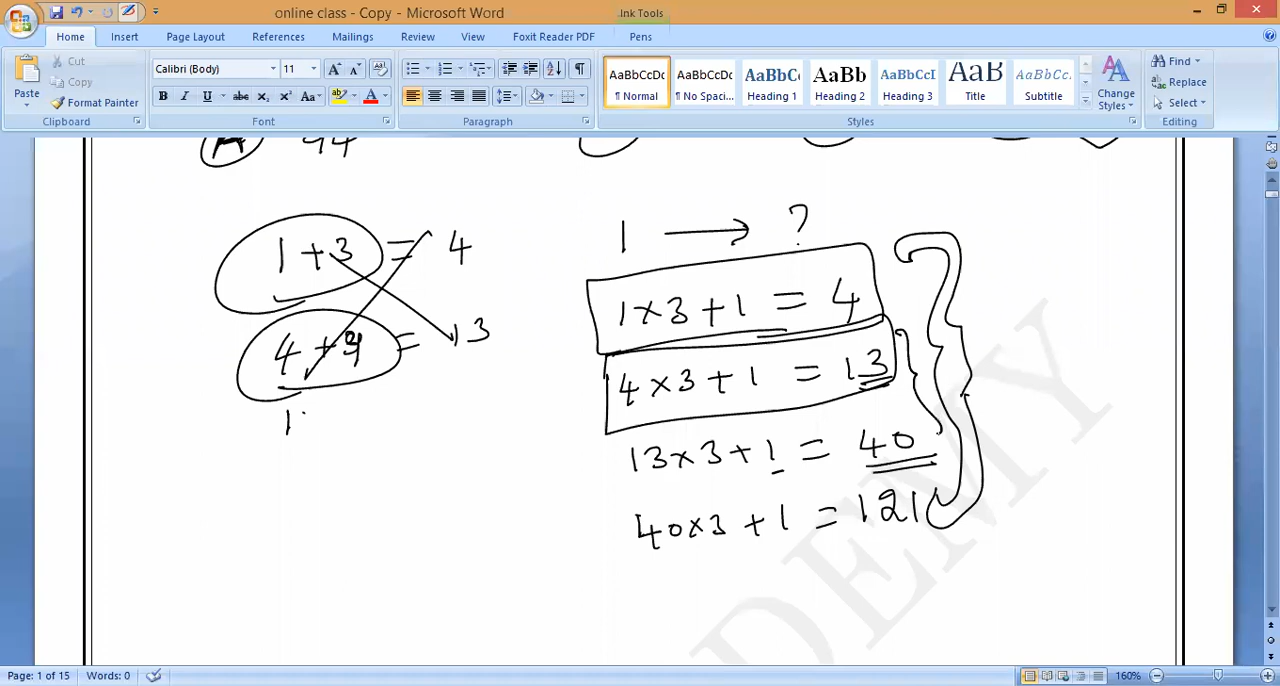 online class - Copy - Microsoft Word
Ink Tools
Home Insert Page Layout References Mailings Review View Foxit Reader PDF Pens
Paste
Cut
Copy
Format Painter
Clipboard
Calibri (Body) 11
Font
Paragraph
AaBbCcDc AaBbCcDc AaBbC AaBb AaBbCcI AaB AaBbCc.
¶ Normal ¶ No Spaci... Heading 1 Heading 2 Heading 3 Title Subtitle
Change Styles
Styles
Find
Replace
Select
Editing
A 94
1 + 3 = 4
4 + 9 = 13
1 → ?
1 × 3 + 1 = 4
4 × 3 + 1 = 13
13 × 3 + 1 = 40
40 × 3 + 1 = 121
DEMY
Page: 1 of 15 Words: 0 160%